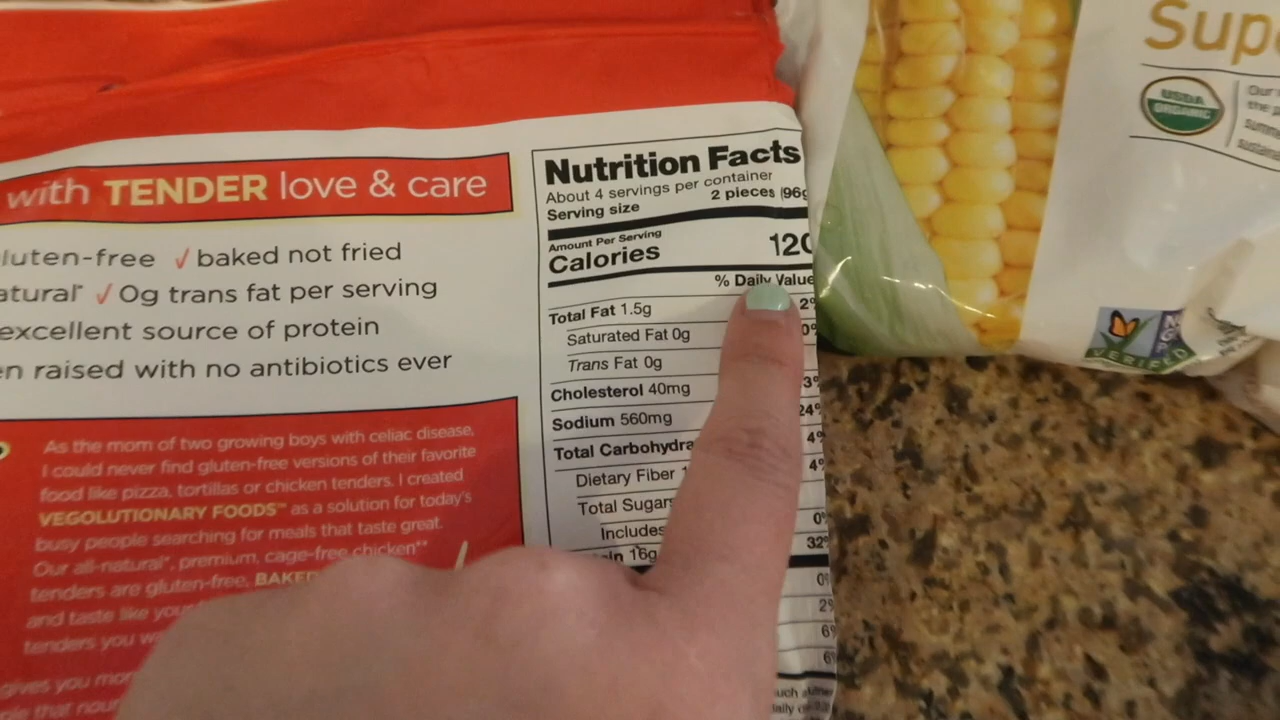 with TENDER love & care
gluten-free ✓ baked not fried
natural* ✓ 0g trans fat per serving
excellent source of protein
raised with no antibiotics ever
As the mom of two growing boys with celiac disease,
I could never find gluten-free versions of their favorite
food like pizza, tortillas or chicken tenders. I created
VEGOLUTIONARY FOODS™ as a solution for today's
busy people searching for meals that taste great.
Our all-natural*, premium, cage-free chicken**
tenders are gluten-free, BAKED
and taste like
tenders you
gives you
Nutrition Facts
About 4 servings per container
Serving size 2 pieces (96g
Amount Per Serving
Calories 120
% Daily Value
Total Fat 1.5g 2%
Saturated Fat 0g 0%
Trans Fat 0g
Cholesterol 40mg 3%
Sodium 560mg 24%
Total Carbohydra 4%
Dietary Fiber 4%
Total Sugars
Includes 0%
16g 32%
0%
2%
6%
6%
Sup
USDA
ORGANIC
Our
VERIFIED